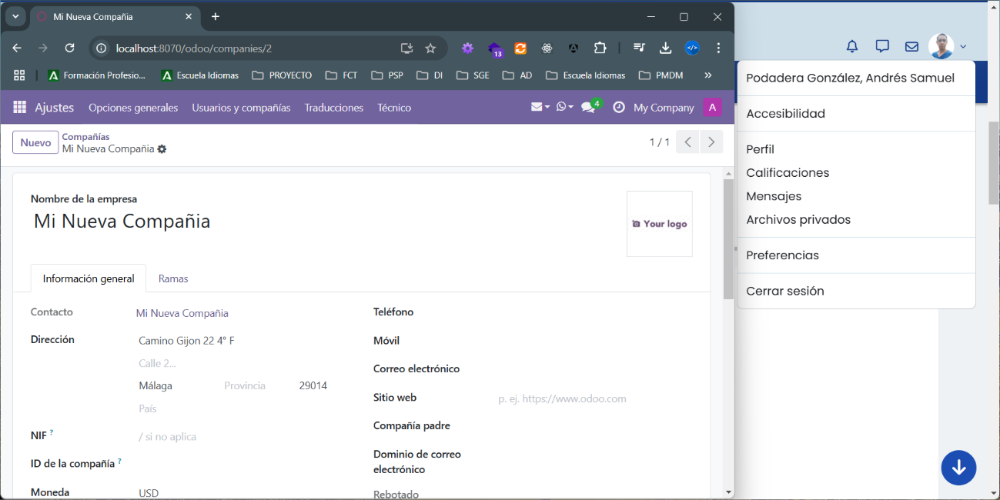 Mi Nueva Compañia
localhost:8070/odoo/companies/2
13
Formación Profesio...
Escuela Idiomas
PROYECTO
FCT
PSP
DI
SGE
AD
Escuela Idiomas
PMDM
»
Ajustes
Opciones generales
Usuarios y compañías
Traducciones
Técnico
4
My Company
A
Nuevo
Compañías
Mi Nueva Compañia
1 / 1
Nombre de la empresa
Mi Nueva Compañia
Your logo
Información general
Ramas
Contacto
Mi Nueva Compañia
Dirección
Camino Gijon 22 4º F
Calle 2...
Málaga
Provincia
29014
País
NIF ?
/ si no aplica
ID de la compañía ?
Moneda
USD
Teléfono
Móvil
Correo electrónico
Sitio web
p. ej. https://www.odoo.com
Compañía padre
Dominio de correo
electrónico
Rebotado
Podadera González, Andrés Samuel
Accesibilidad
Perfil
Calificaciones
Mensajes
Archivos privados
Preferencias
Cerrar sesión